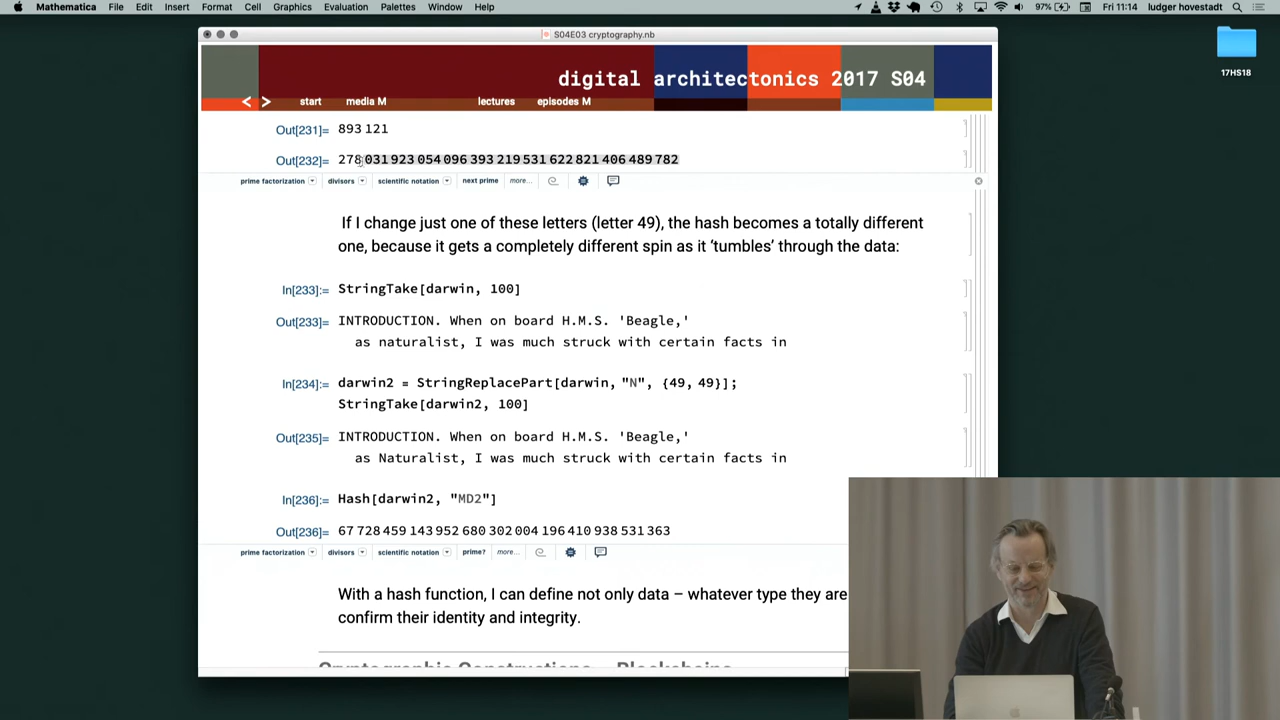 Mathematica File Edit Insert Format Cell Graphics Evaluation Palettes Window Help 97% Fri 11:14 ludger hovestadt
S04E03 cryptography.nb
17HS18
digital architectonics 2017 S04
< > start media M lectures episodes M
Out[231]= 893 121
Out[232]= 278 031 923 054 096 393 219 531 622 821 406 489 782
prime factorization divisors scientific notation next prime more...
If I change just one of these letters (letter 49), the hash becomes a totally different
one, because it gets a completely different spin as it ‘tumbles’ through the data:
In[233]:= StringTake[darwin, 100]
Out[233]= INTRODUCTION. When on board H.M.S. 'Beagle,'
as naturalist, I was much struck with certain facts in
In[234]:= darwin2 = StringReplacePart[darwin, "N", {49, 49}];
StringTake[darwin2, 100]
Out[235]= INTRODUCTION. When on board H.M.S. 'Beagle,'
as Naturalist, I was much struck with certain facts in
In[236]:= Hash[darwin2, "MD2"]
Out[236]= 67 728 459 143 952 680 302 004 196 410 938 531 363
prime factorization divisors scientific notation prime? more...
With a hash function, I can define not only data – whatever type they are
confirm their identity and integrity.
Cryptographic Constructions – Blockchains